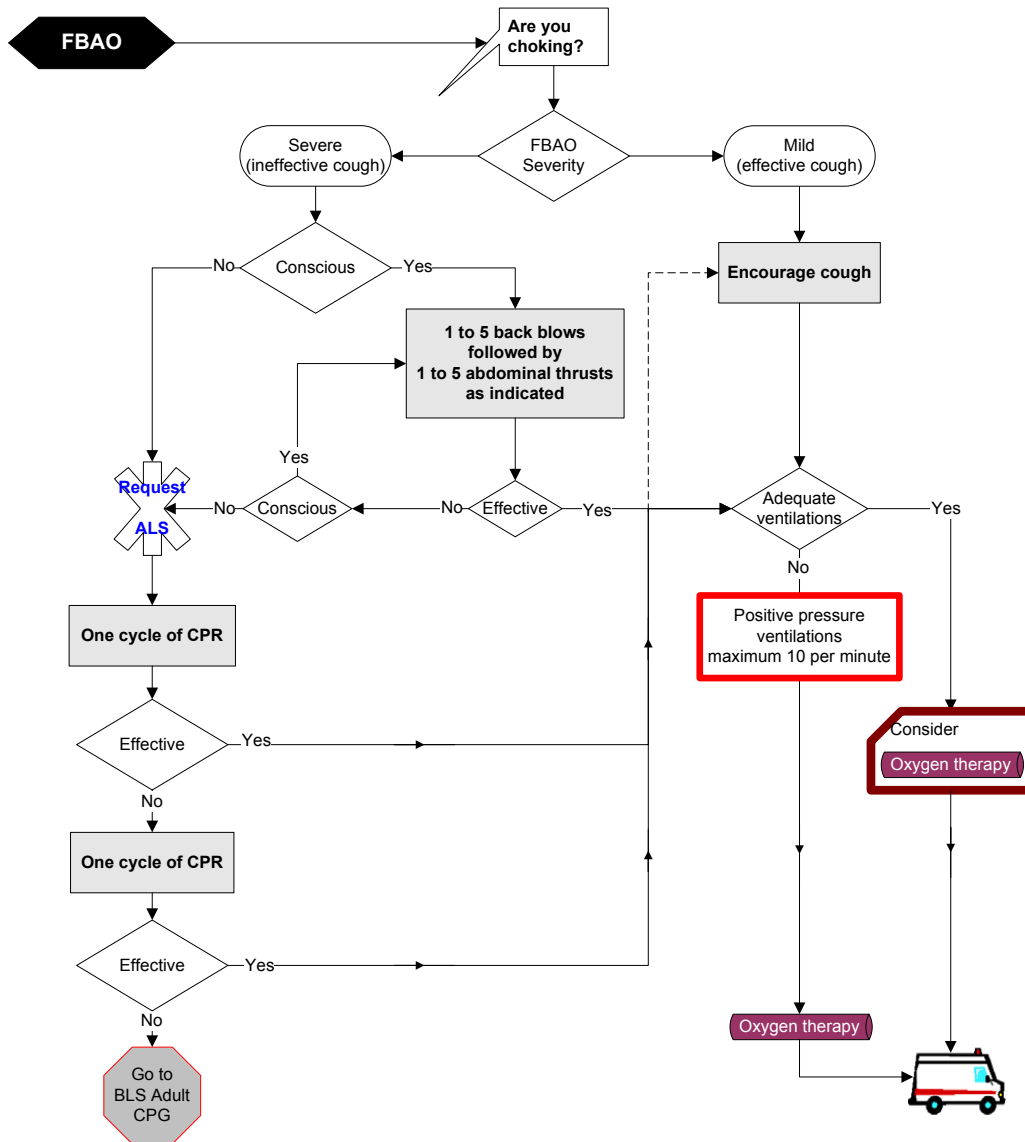 FBAO
Are you
choking?
Severe
(ineffective cough)
FBAO
Severity
Mild
(effective cough)
No
Conscious
Yes
Encourage cough
1 to 5 back blows
followed by
1 to 5 abdominal thrusts
as indicated
Yes
Request
ALS
No
Conscious
No
Effective
Yes
Adequate
ventilations
Yes
No
Positive pressure
ventilations
maximum 10 per minute
One cycle of CPR
Effective
Yes
Consider
Oxygen therapy
No
One cycle of CPR
Effective
Yes
No
Oxygen therapy
Go to
BLS Adult
CPG